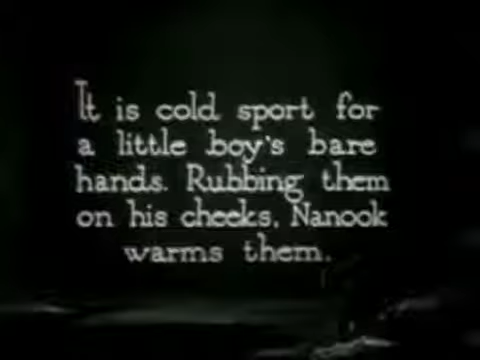 It is cold sport for
a little boy's bare
hands. Rubbing them
on his cheeks, Nanook
warms them.